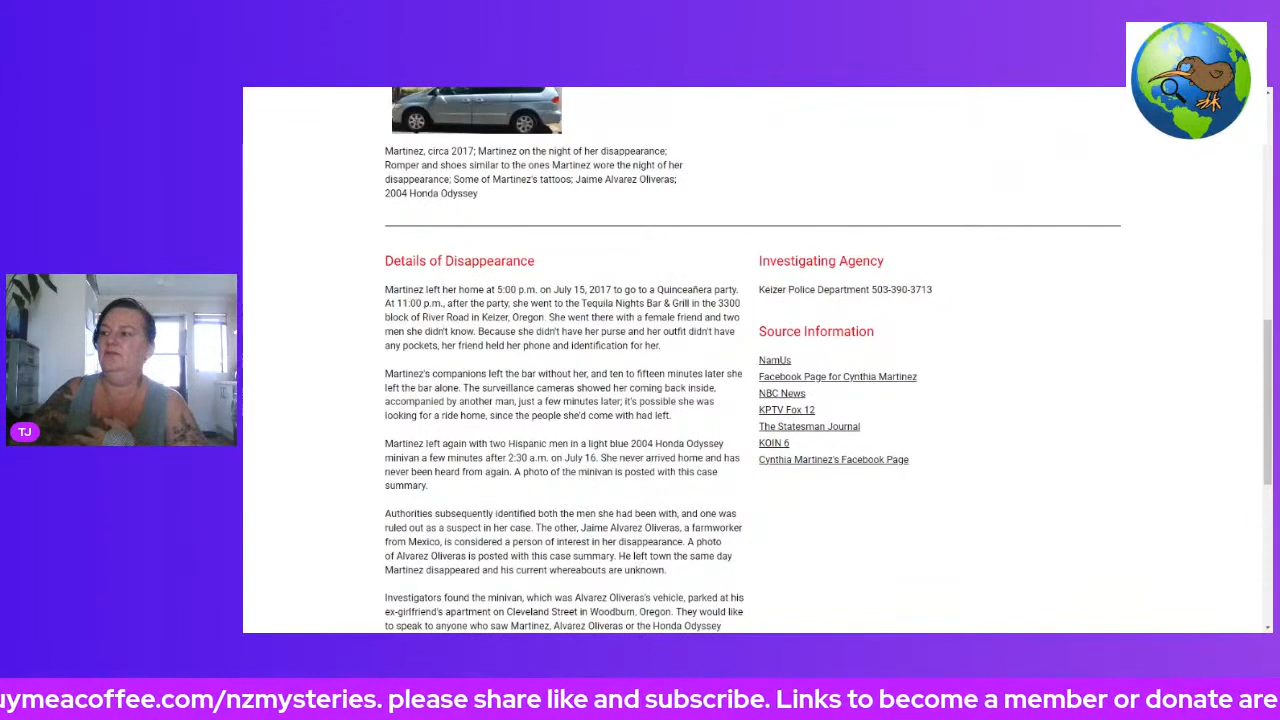 Martinez, circa 2017; Martinez on the night of her disappearance;
Romper and shoes similar to the ones Martinez wore the night of her
disappearance; Some of Martinez's tattoos; Jaime Alvarez Oliveras;
2004 Honda Odyssey
Details of Disappearance
Martinez left her home at 5:00 p.m. on July 15, 2017 to go to a Quinceañera party.
At 11:00 p.m., after the party, she went to the Tequila Nights Bar & Grill in the 3300
block of River Road in Keizer, Oregon. She went there with a female friend and two
men she didn't know. Because she didn't have her purse and her outfit didn't have
any pockets, her friend held her phone and identification for her.
Martinez's companions left the bar without her, and ten to fifteen minutes later she
left the bar alone. The surveillance cameras showed her coming back inside,
accompanied by another man, just a few minutes later; it's possible she was
looking for a ride home, since the people she'd come with had left.
Martinez left again with two Hispanic men in a light blue 2004 Honda Odyssey
minivan a few minutes after 2:30 a.m. on July 16. She never arrived home and has
never been heard from again. A photo of the minivan is posted with this case
summary.
Authorities subsequently identified both the men she had been with, and one was
ruled out as a suspect in her case. The other, Jaime Alvarez Oliveras, a farmworker
from Mexico, is considered a person of interest in her disappearance. A photo
of Alvarez Oliveras is posted with this case summary. He left town the same day
Martinez disappeared and his current whereabouts are unknown.
Investigators found the minivan, which was Alvarez Oliveras's vehicle, parked at his
ex-girlfriend's apartment on Cleveland Street in Woodburn, Oregon. They would like
to speak to anyone who saw Martinez, Alvarez Oliveras or the Honda Odyssey
Investigating Agency
Keizer Police Department 503-390-3713
Source Information
NamUs
Facebook Page for Cynthia Martinez
NBC News
KPTV Fox 12
The Statesman Journal
KOIN 6
Cynthia Martinez's Facebook Page
TJ
uymeacoffee.com/nzmysteries. please share like and subscribe. Links to become a member or donate are